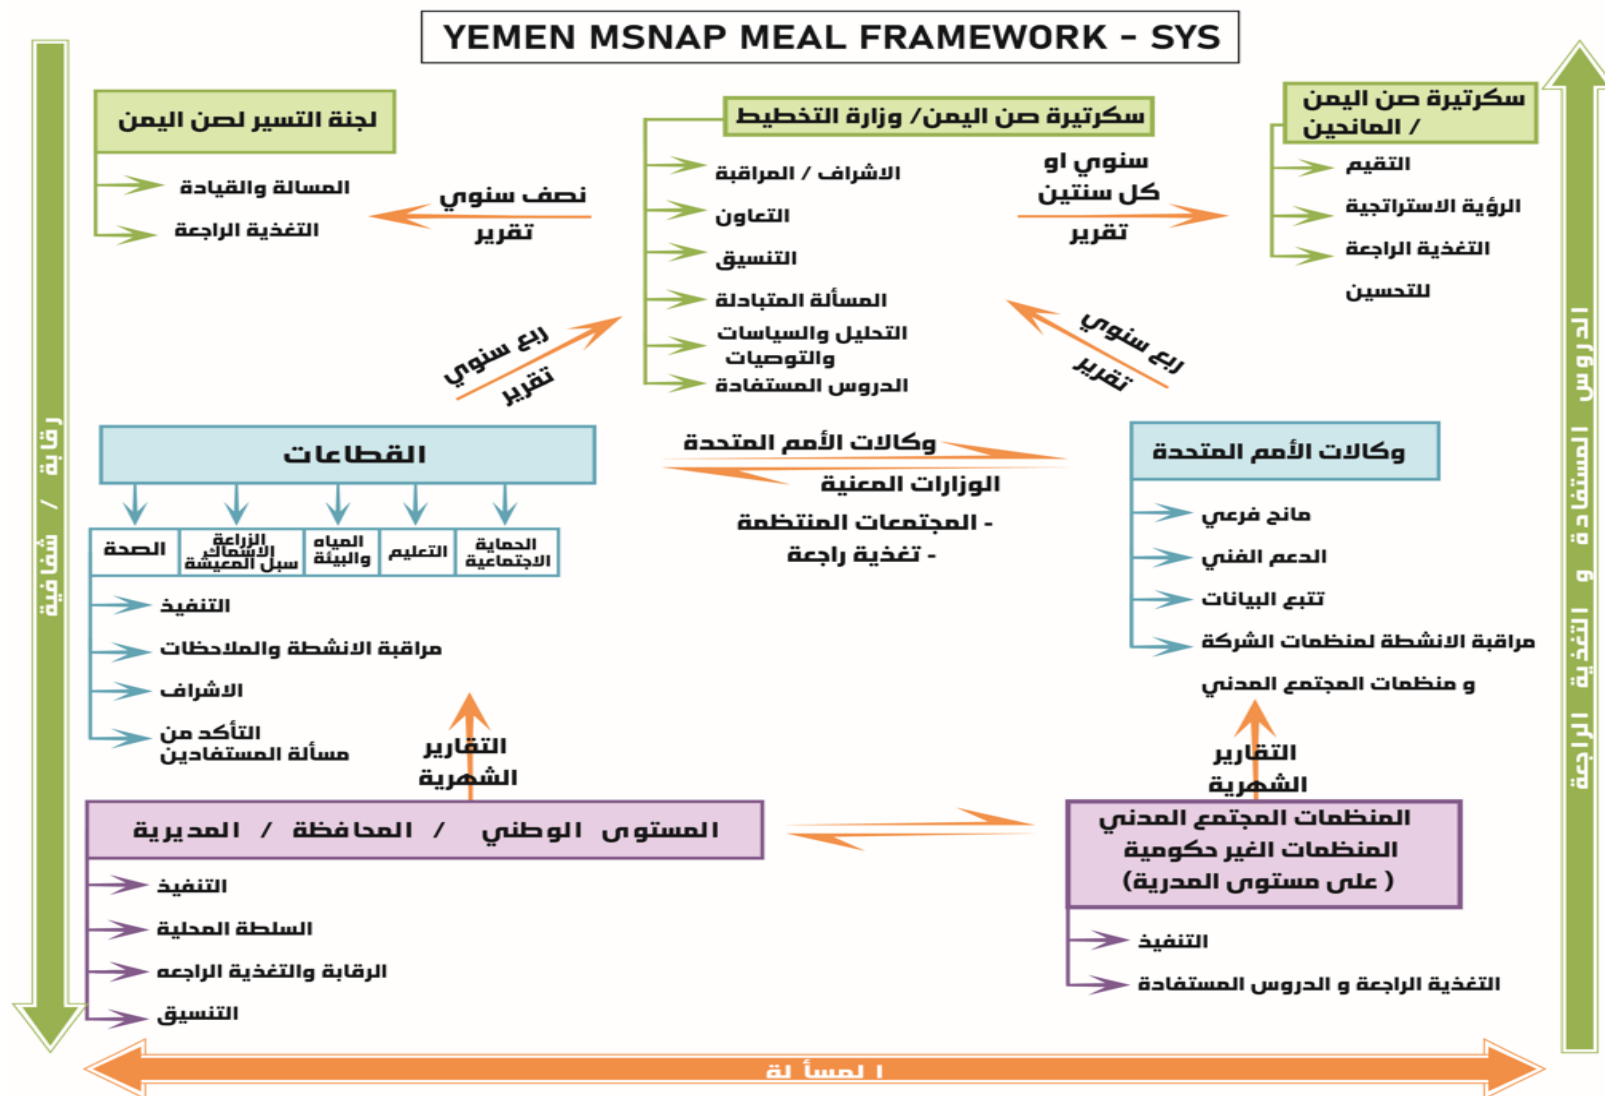 YEMEN MSNAP MEAL FRAMEWORK - SYS
سكرتيرة صن اليمن
/ المانحين
التقيم
الرؤية الاستراتجية
التغذية الراجعة
للتحسين
سكرتيرة صن اليمن/ وزارة التخطيط
الاشراف / المراقبة
التعاون
التنسيق
المسألة المتبادلة
التحليل والسياسات
والتوصيات
الدروس المستفادة
لجنة التسير لصن اليمن
المسالة والقيادة
التغذية الراجعة
سنوي او
كل سنتين
تقرير
نصف سنوي
تقرير
ربع سنوي
تقرير
ربع سنوي
تقرير
وكالات الأمم المتحدة
مانح فرعي
الدعم الفني
تتبع البيانات
مراقبة الانشطة لمنظمات الشركة
و منظمات المجتمع المدني
وكالات الأمم المتحدة
الوزارات المعنية
- المجتمعات المنتظمة
- تغذية راجعة
القطاعات
الحماية
الاجتماعية
التعليم
المياه
والبيئة
الزراعة
الاسماك
سبل المعيشة
الصحة
التنفيذ
مراقبة الانشطة والملاحظات
الاشراف
التأكد من
مسألة المستفادين
التقارير
الشهرية
التقارير
الشهرية
المنظمات المجتمع المدني
المنظمات الغير حكومية
( على مستوى المدرية)
التنفيذ
التغذية الراجعة و الدروس المستفادة
المستوى الوطني / المحافظة / المديرية
التنفيذ
السلطة المحلية
الرقابة والتغذية الراجعه
التنسيق
الدروس المستفادة و التغذية الراجعة
رقابة / شفافية
المسألة